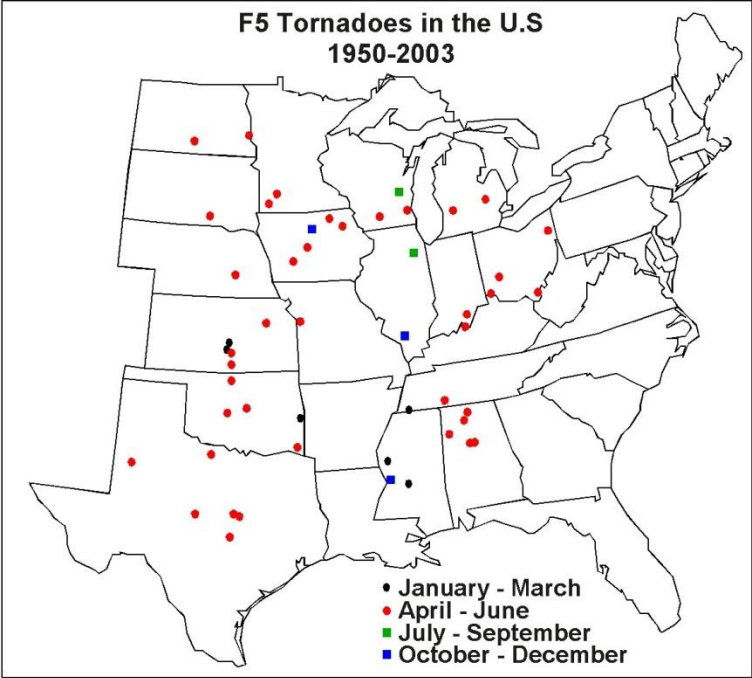 F5 Tornadoes in the U.S
1950-2003
January - March
April - June
July - September
October - December